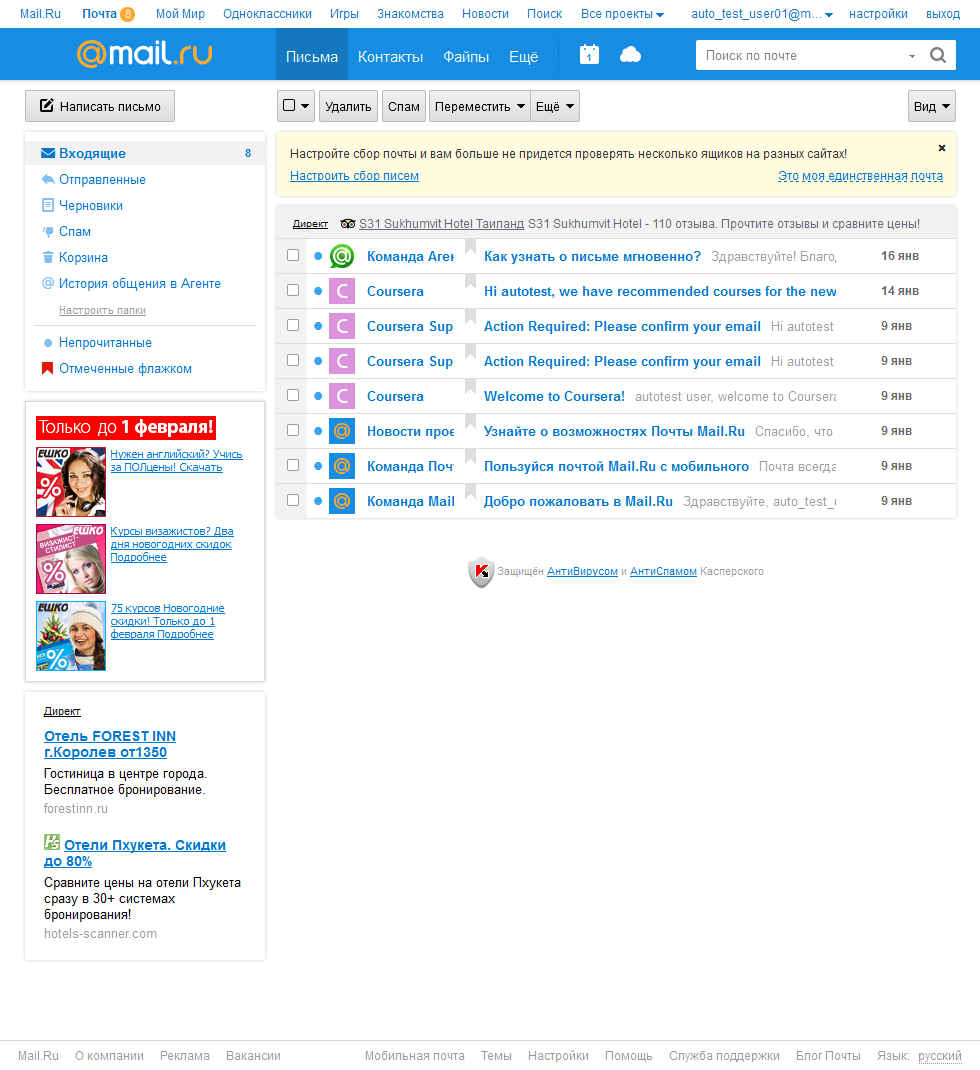 Mail.Ru Почта 8 Мой Мир Одноклассники Игры Знакомства Новости Поиск Все проекты auto_test_user01@m... настройки выход
@mail.ru Письма Контакты Файлы Ещё 1 Поиск по почте
Написать письмо Удалить Спам Переместить Ещё Вид
Входящие 8
Отправленные
Черновики
Спам
Корзина
История общения в Агенте
Настроить папки
Непрочитанные
Отмеченные флажком
Настройте сбор почты и вам больше не придется проверять несколько ящиков на разных сайтах!
Настроить сбор писем Это моя единственная почта
Директ S31 Sukhumvit Hotel Таиланд S31 Sukhumvit Hotel - 110 отзыва. Прочтите отзывы и сравните цены!
Команда Аген Как узнать о письме мгновенно? Здравствуйте! Благо, 16 янв
C Coursera Hi autotest, we have recommended courses for the new 14 янв
C Coursera Sup Action Required: Please confirm your email Hi autotest 9 янв
C Coursera Sup Action Required: Please confirm your email Hi autotest 9 янв
C Coursera Welcome to Coursera! autotest user, welcome to Coursera 9 янв
@ Новости прое Узнайте о возможностях Почты Mail.Ru Спасибо, что 9 янв
@ Команда Почт Пользуйся почтой Mail.Ru с мобильного Почта всегда 9 янв
@ Команда Mail Добро пожаловать в Mail.Ru Здравствуйте, auto_test_u 9 янв
Защищён АнтиВирусом и АнтиСпамом Касперского
Только до 1 февраля!
ЕШКО
%
Нужен английский? Учись
за ПОЛцены! Скачать
ЕШКО
ВИЗАЖИСТ-
СТИЛИСТ
%
Курсы визажистов? Два
дня новогодних скидок
Подробнее
ЕШКО
%
75 курсов Новогодние
скидки! Только до 1
февраля Подробнее
Директ
Отель FOREST INN
г.Королев от1350
Гостиница в центре города.
Бесплатное бронирование.
forestinn.ru
Отели Пхукета. Скидки
до 80%
Сравните цены на отели Пхукета
сразу в 30+ системах
бронирования!
hotels-scanner.com
Mail.Ru О компании Реклама Вакансии Мобильная почта Темы Настройки Помощь Служба поддержки Блог Почты Язык: русский